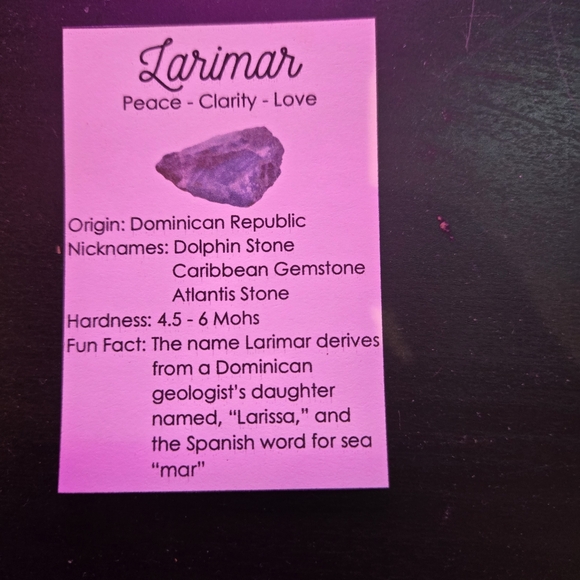 Larimar
Peace - Clarity - Love
Origin: Dominican Republic
Nicknames: Dolphin Stone
Caribbean Gemstone
Atlantis Stone
Hardness: 4.5 - 6 Mohs
Fun Fact: The name Larimar derives
from a Dominican
geologist's daughter
named, “Larissa,” and
the Spanish word for sea
“mar”